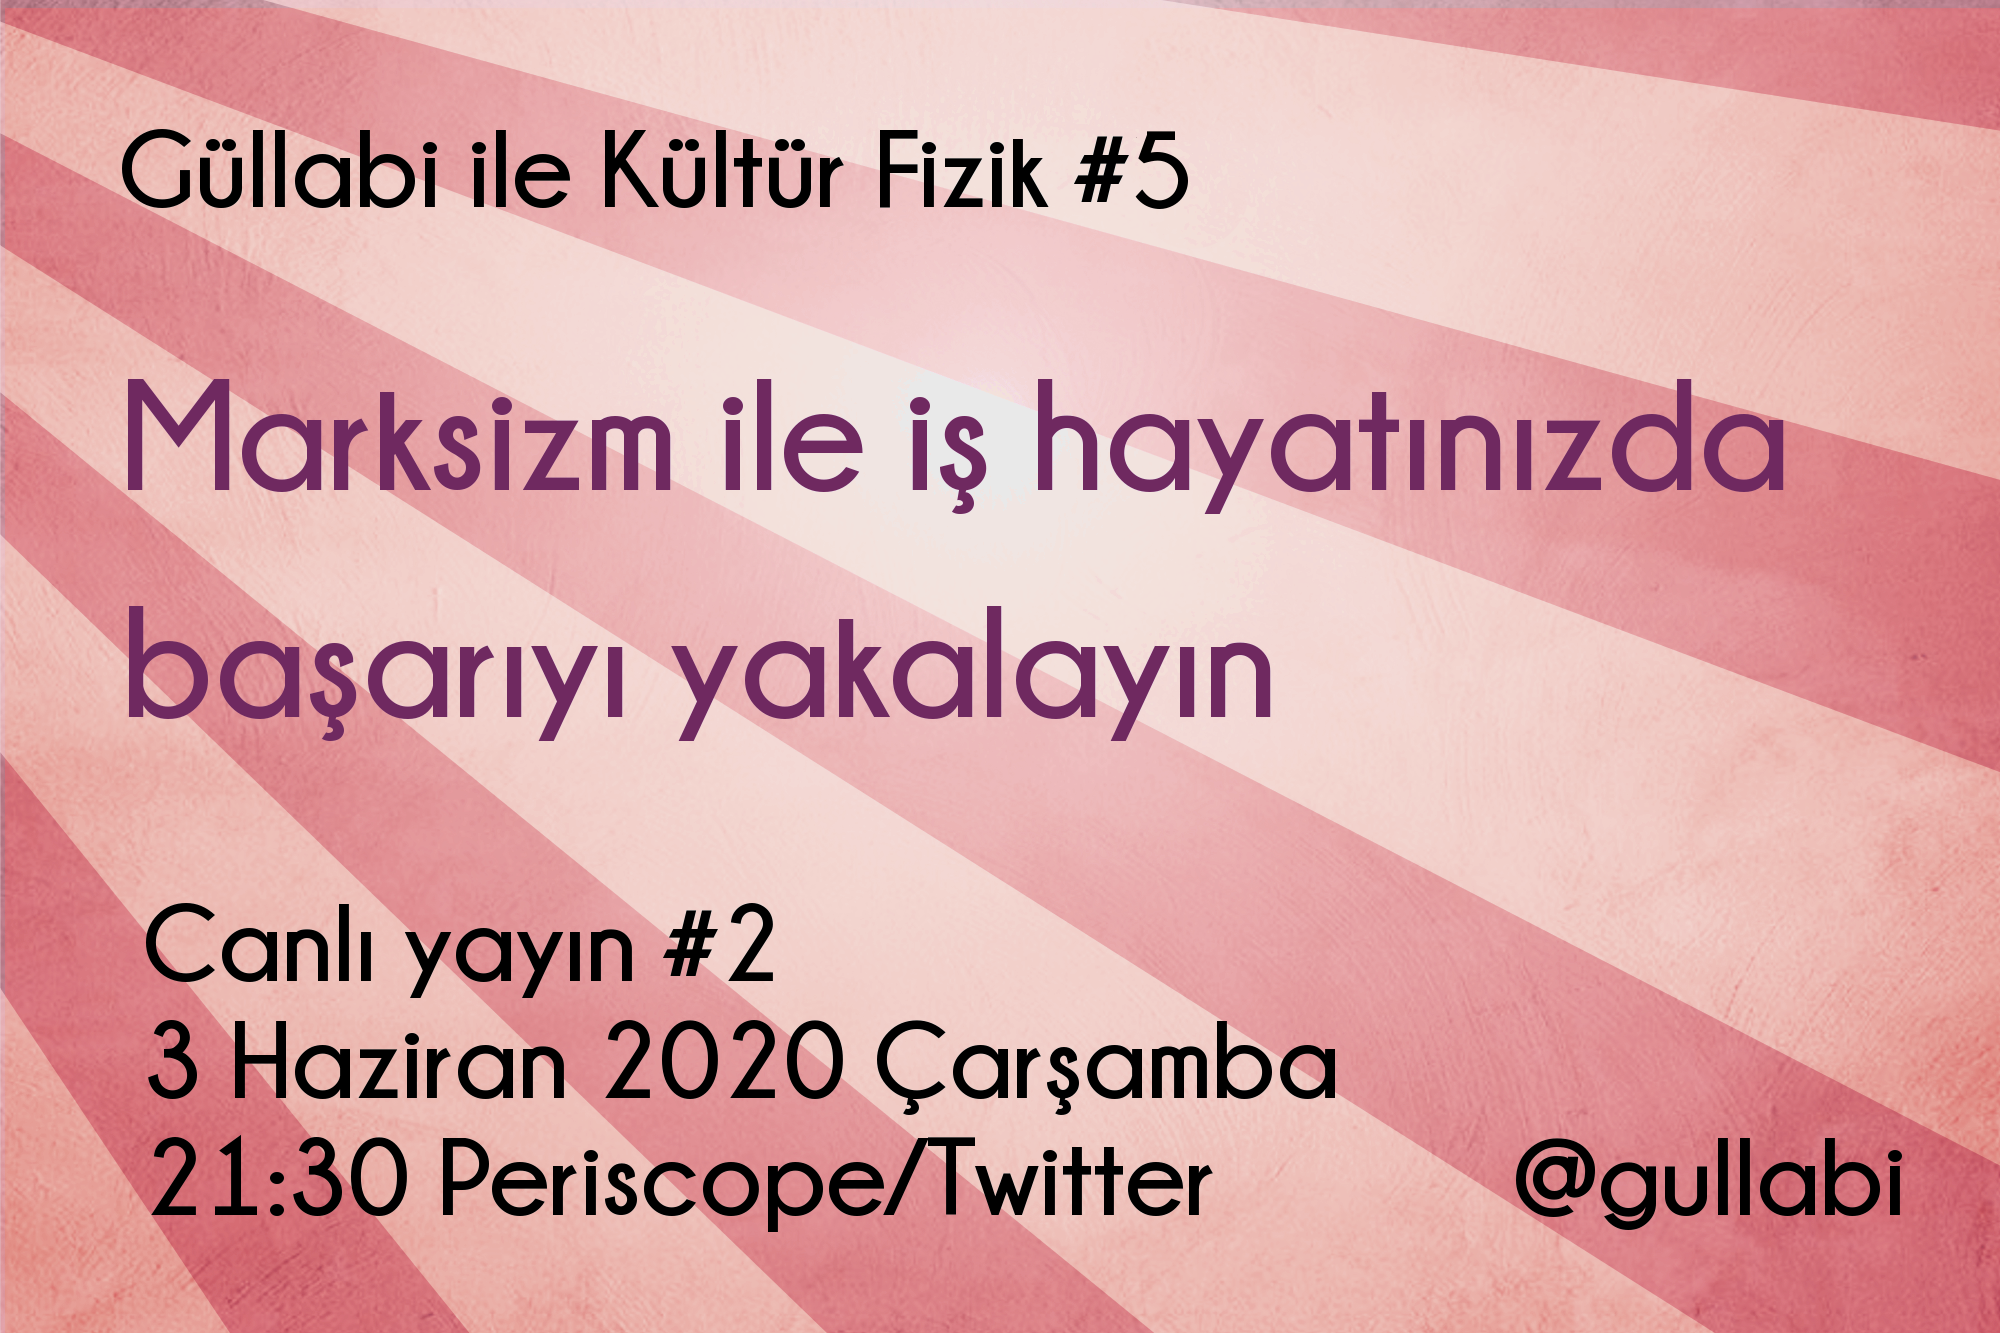 Güllabi ile Kültür Fizik #5
Marksizm ile iş hayatınızda
başarıyı yakalayın
Canlı yayın #2
3 Haziran 2020 Çarşamba
21:30 Periscope/Twitter
@gullabi